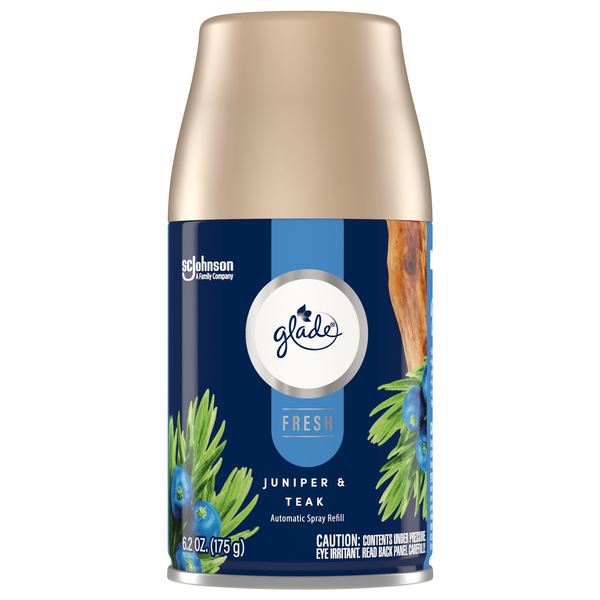 SC Johnson
A Family Company
glade®
FRESH
JUNIPER &
TEAK
Automatic Spray Refill
6.2 OZ. (175 g)
CAUTION: CONTENTS UNDER PRESSURE.
EYE IRRITANT. READ BACK PANEL CAREFULLY.